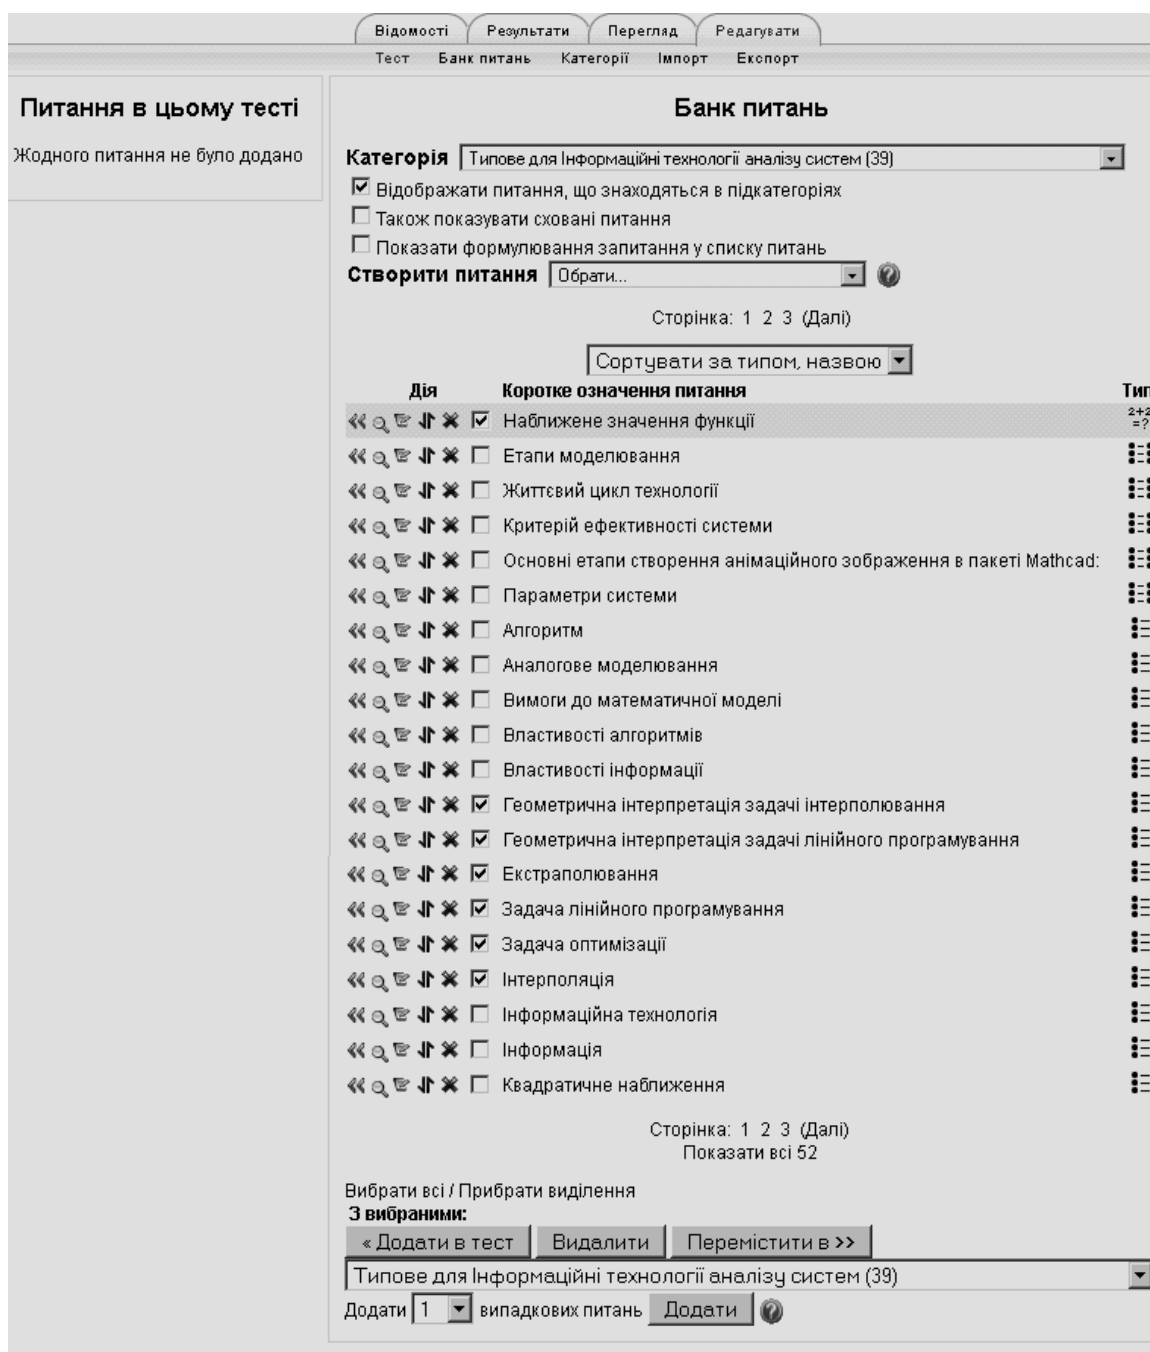 Відомості Результати Перегляд Редагувати
Тест Банк питань Категорії Імпорт Експорт
Питання в цьому тесті
Жодного питання не було додано
Банк питань
Категорія Типове для Інформаційні технології аналізу систем (39)
Відображати питання, що знаходяться в підкатегоріях
Також показувати сховані питання
Показати формулювання запитання у списку питань
Створити питання Обрати...
Сторінка: 1 2 3 (Далі)
Сортувати за типом, назвою
Дія Коротке означення питання Тип
Наближене значення функції 2+2 =?
Етапи моделювання
Життєвий цикл технології
Критерій ефективності системи
Основні етапи створення анімаційного зображення в пакеті Mathcad:
Параметри системи
Алгоритм
Аналогове моделювання
Вимоги до математичної моделі
Властивості алгоритмів
Властивості інформації
Геометрична інтерпретація задачі інтерполювання
Геометрична інтерпретація задачі лінійного програмування
Екстраполювання
Задача лінійного програмування
Задача оптимізації
Інтерполяція
Інформаційна технологія
Інформація
Квадратичне наближення
Сторінка: 1 2 3 (Далі)
Показати всі 52
Вибрати всі / Прибрати виділення
З вибраними:
« Додати в тест Видалити Перемістити в >>
Типове для Інформаційні технології аналізу систем (39)
Додати 1 випадкових питань Додати